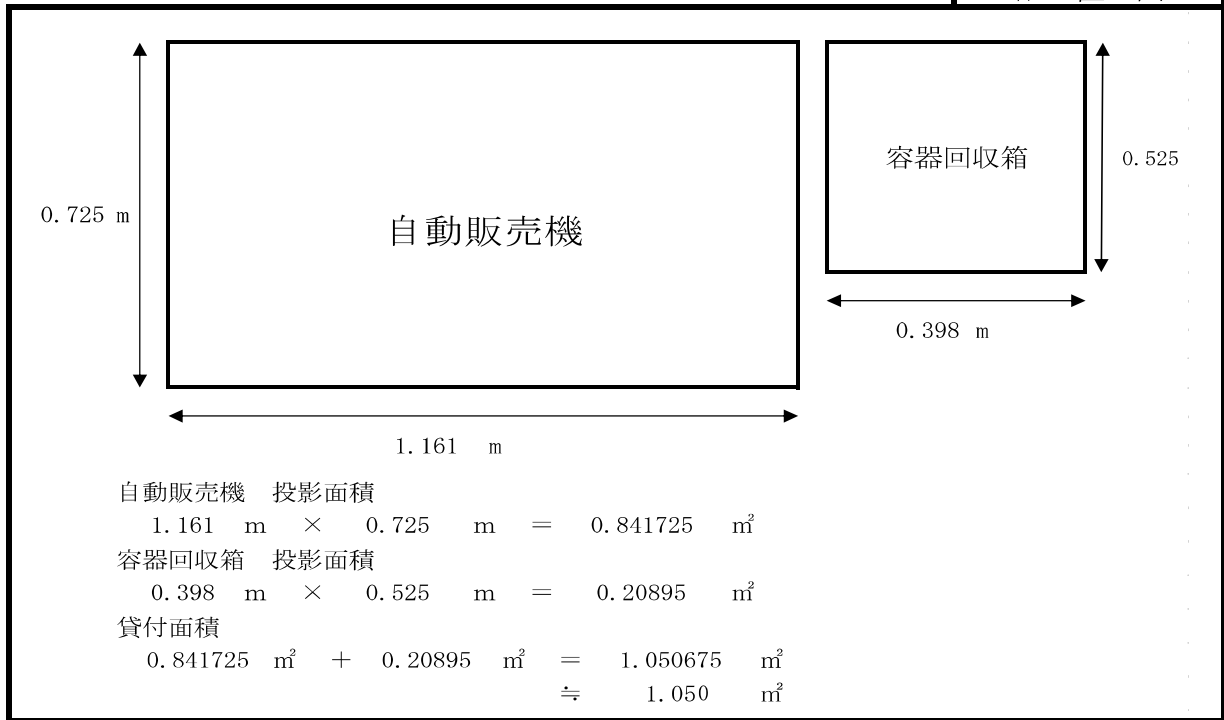 0.725 m
自動販売機
容器回収箱
0.525
0.398 m
1.161 m
自動販売機 投影面積
1.161 m × 0.725 m = 0.841725 ㎡
容器回収箱 投影面積
0.398 m × 0.525 m = 0.20895 ㎡
貸付面積
0.841725 ㎡ + 0.20895 ㎡ = 1.050675 ㎡
≒ 1.050 ㎡